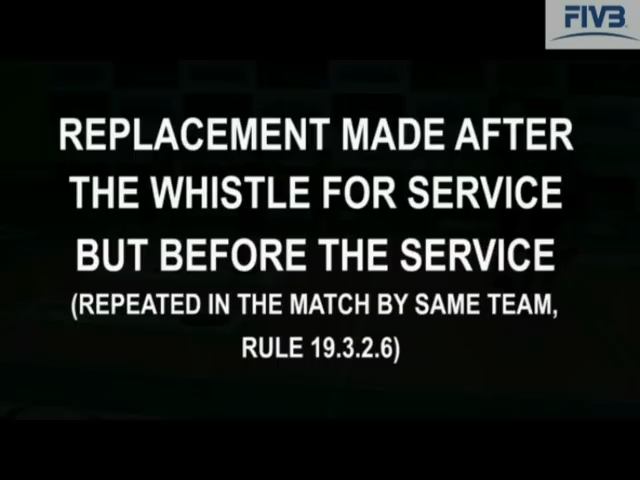 FIVB
REPLACEMENT MADE AFTER
THE WHISTLE FOR SERVICE
BUT BEFORE THE SERVICE
(REPEATED IN THE MATCH BY SAME TEAM,
RULE 19.3.2.6)